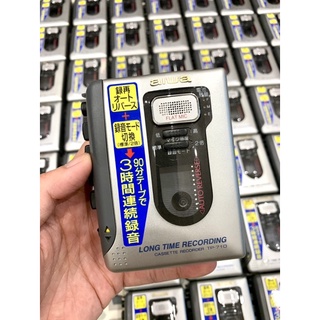 aiwa
FLAT MIC
録再
オート
リバース
+
録音モード
切換
(標準/2倍)
90分テープで
3時間連続録音
AUTO REVERSE
LONG TIME RECORDING
CASSETTE RECORDER TP-710